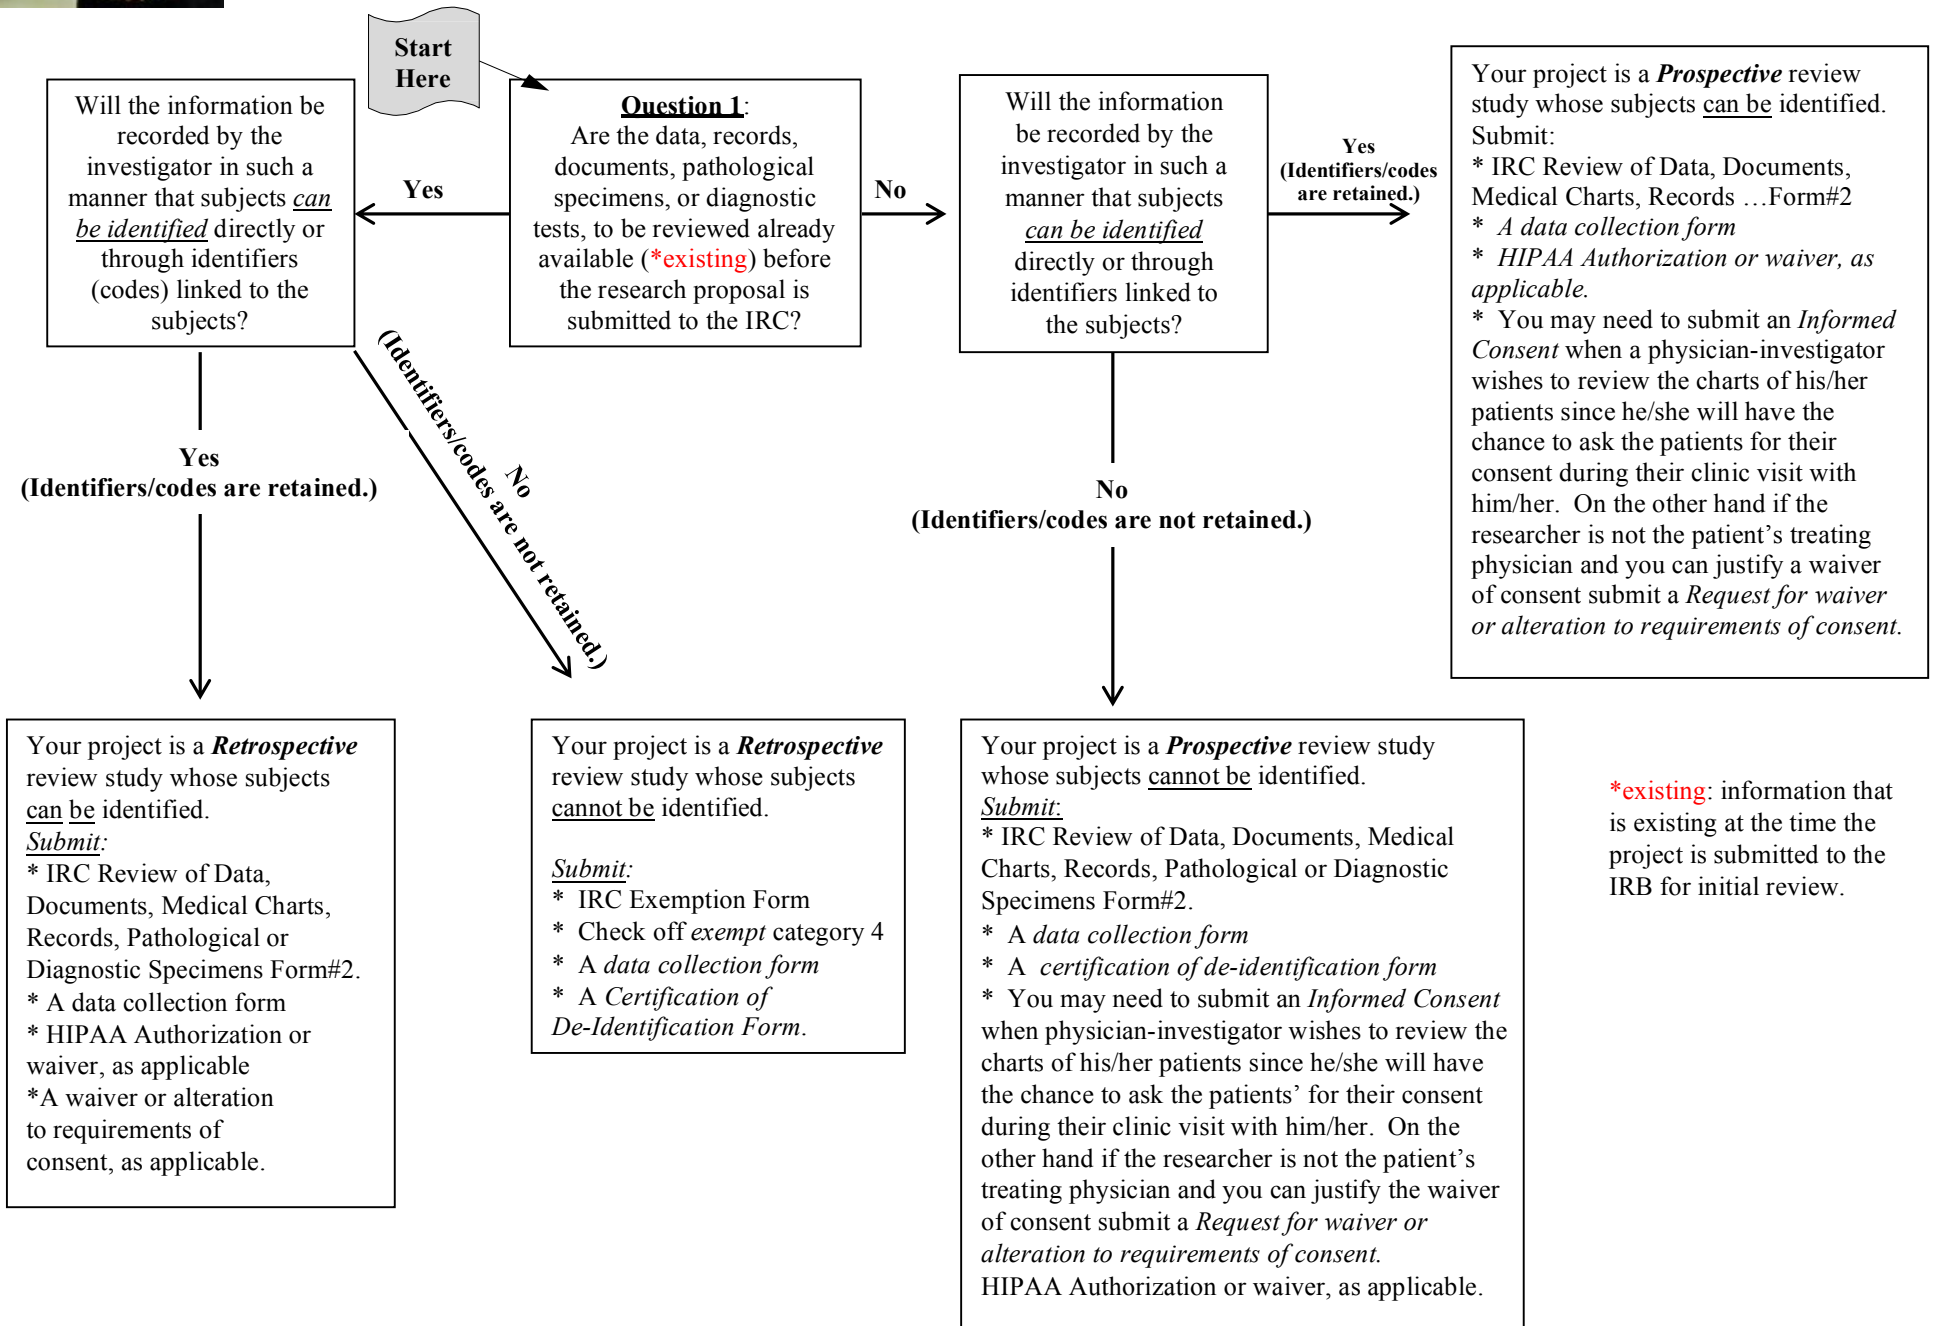 Start
Here
Will the information be
recorded by the
investigator in such a
manner that subjects can
be identified directly or
through identifiers
(codes) linked to the
subjects?
Question 1:
Are the data, records,
documents, pathological
specimens, or diagnostic
tests, to be reviewed already
available (*existing) before
the research proposal is
submitted to the IRC?
Yes
No
Will the information
be recorded by the
investigator in such a
manner that subjects
can be identified
directly or through
identifiers linked to
the subjects?
Yes
(Identifiers/codes
are retained.)
Your project is a Prospective review
study whose subjects can be identified.
Submit:
* IRC Review of Data, Documents,
Medical Charts, Records …Form#2
* A data collection form
* HIPAA Authorization or waiver, as
applicable.
* You may need to submit an Informed
Consent when a physician-investigator
wishes to review the charts of his/her
patients since he/she will have the
chance to ask the patients for their
consent during their clinic visit with
him/her. On the other hand if the
researcher is not the patient’s treating
physician and you can justify a waiver
of consent submit a Request for waiver
or alteration to requirements of consent.
Yes
(Identifiers/codes are retained.)
No
(Identifiers/codes are not retained.)
No
(Identifiers/codes are not retained.)
Your project is a Retrospective
review study whose subjects
can be identified.
Submit:
* IRC Review of Data,
Documents, Medical Charts,
Records, Pathological or
Diagnostic Specimens Form#2.
* A data collection form
* HIPAA Authorization or
waiver, as applicable
*A waiver or alteration
to requirements of
consent, as applicable.
Your project is a Retrospective
review study whose subjects
cannot be identified.
Submit:
* IRC Exemption Form
* Check off exempt category 4
* A data collection form
* A Certification of
De-Identification Form.
Your project is a Prospective review study
whose subjects cannot be identified.
Submit:
* IRC Review of Data, Documents, Medical
Charts, Records, Pathological or Diagnostic
Specimens Form#2.
* A data collection form
* A certification of de-identification form
* You may need to submit an Informed Consent
when physician-investigator wishes to review the
charts of his/her patients since he/she will have
the chance to ask the patients’ for their consent
during their clinic visit with him/her. On the
other hand if the researcher is not the patient’s
treating physician and you can justify the waiver
of consent submit a Request for waiver or
alteration to requirements of consent.
HIPAA Authorization or waiver, as applicable.
*existing: information that
is existing at the time the
project is submitted to the
IRB for initial review.